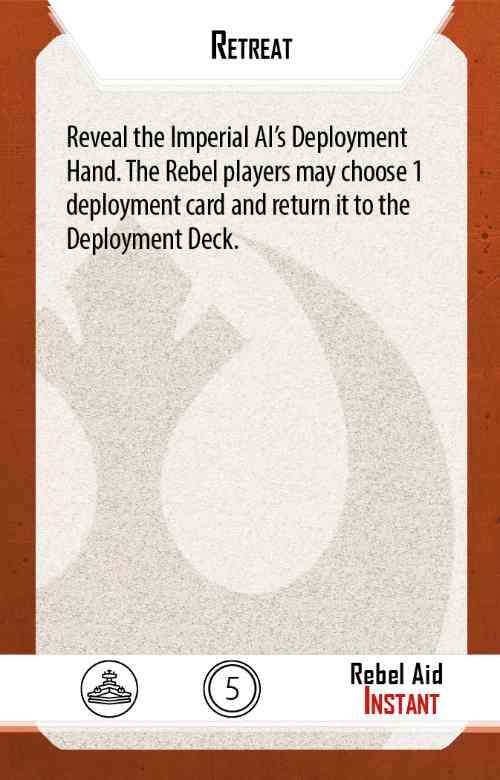 Retreat
Reveal the Imperial AI's Deployment
Hand. The Rebel players may choose 1
deployment card and return it to the
Deployment Deck.
5
Rebel Aid
Instant